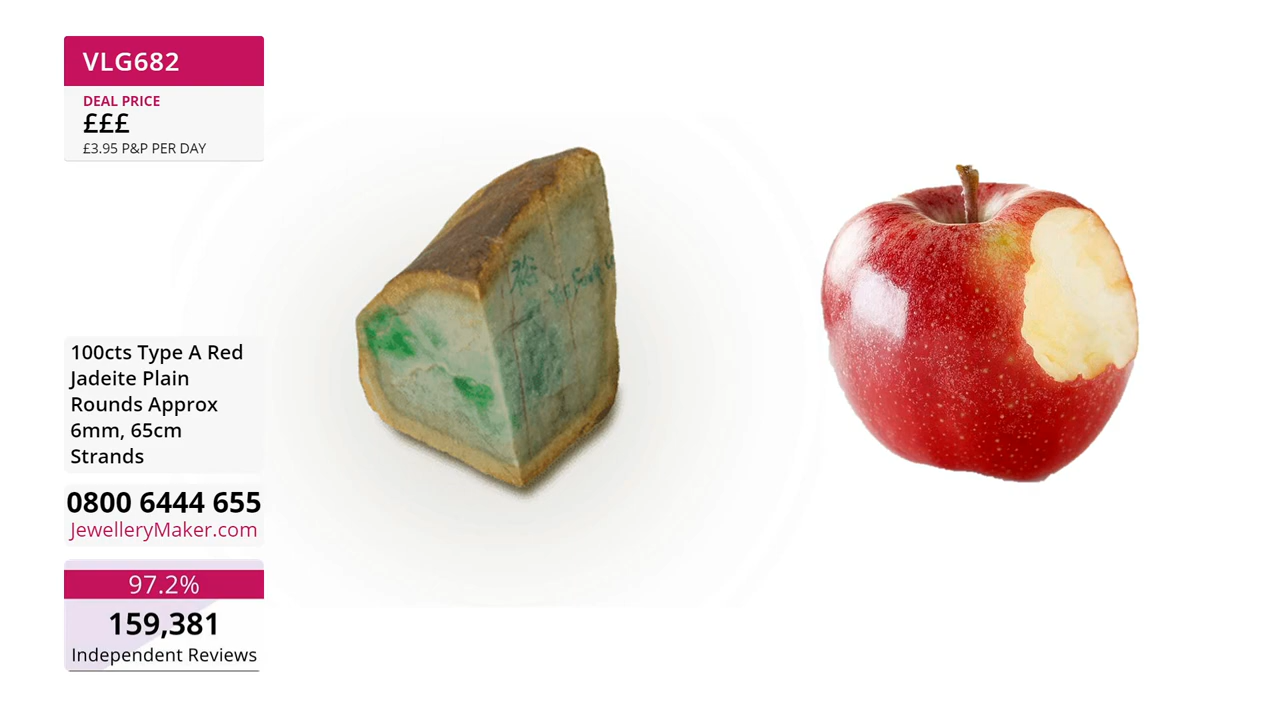 VLG682
DEAL PRICE
£££
£3.95 P&P PER DAY
100cts Type A Red
Jadeite Plain
Rounds Approx
6mm, 65cm
Strands
0800 6444 655
JewelleryMaker.com
97.2%
159,381
Independent Reviews